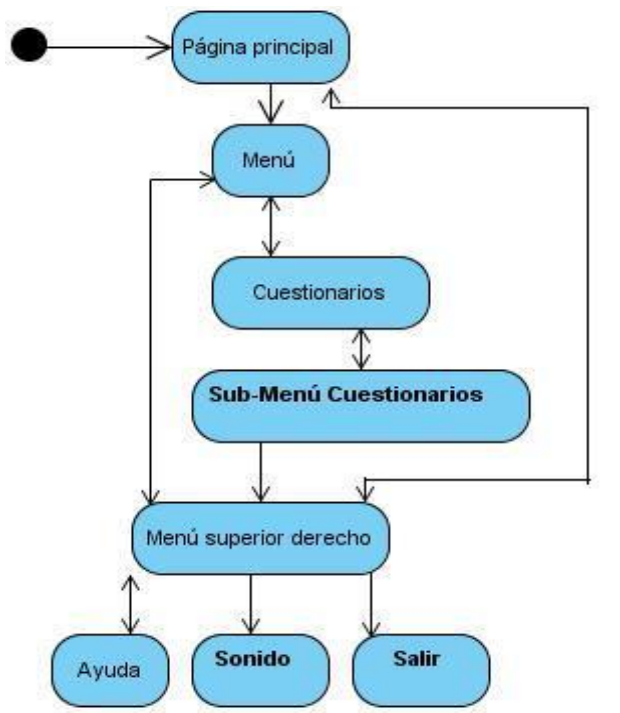 Página principal
Menú
Cuestionarios
Sub-Menú Cuestionarios
Menú superior derecho
Ayuda
Sonido
Salir